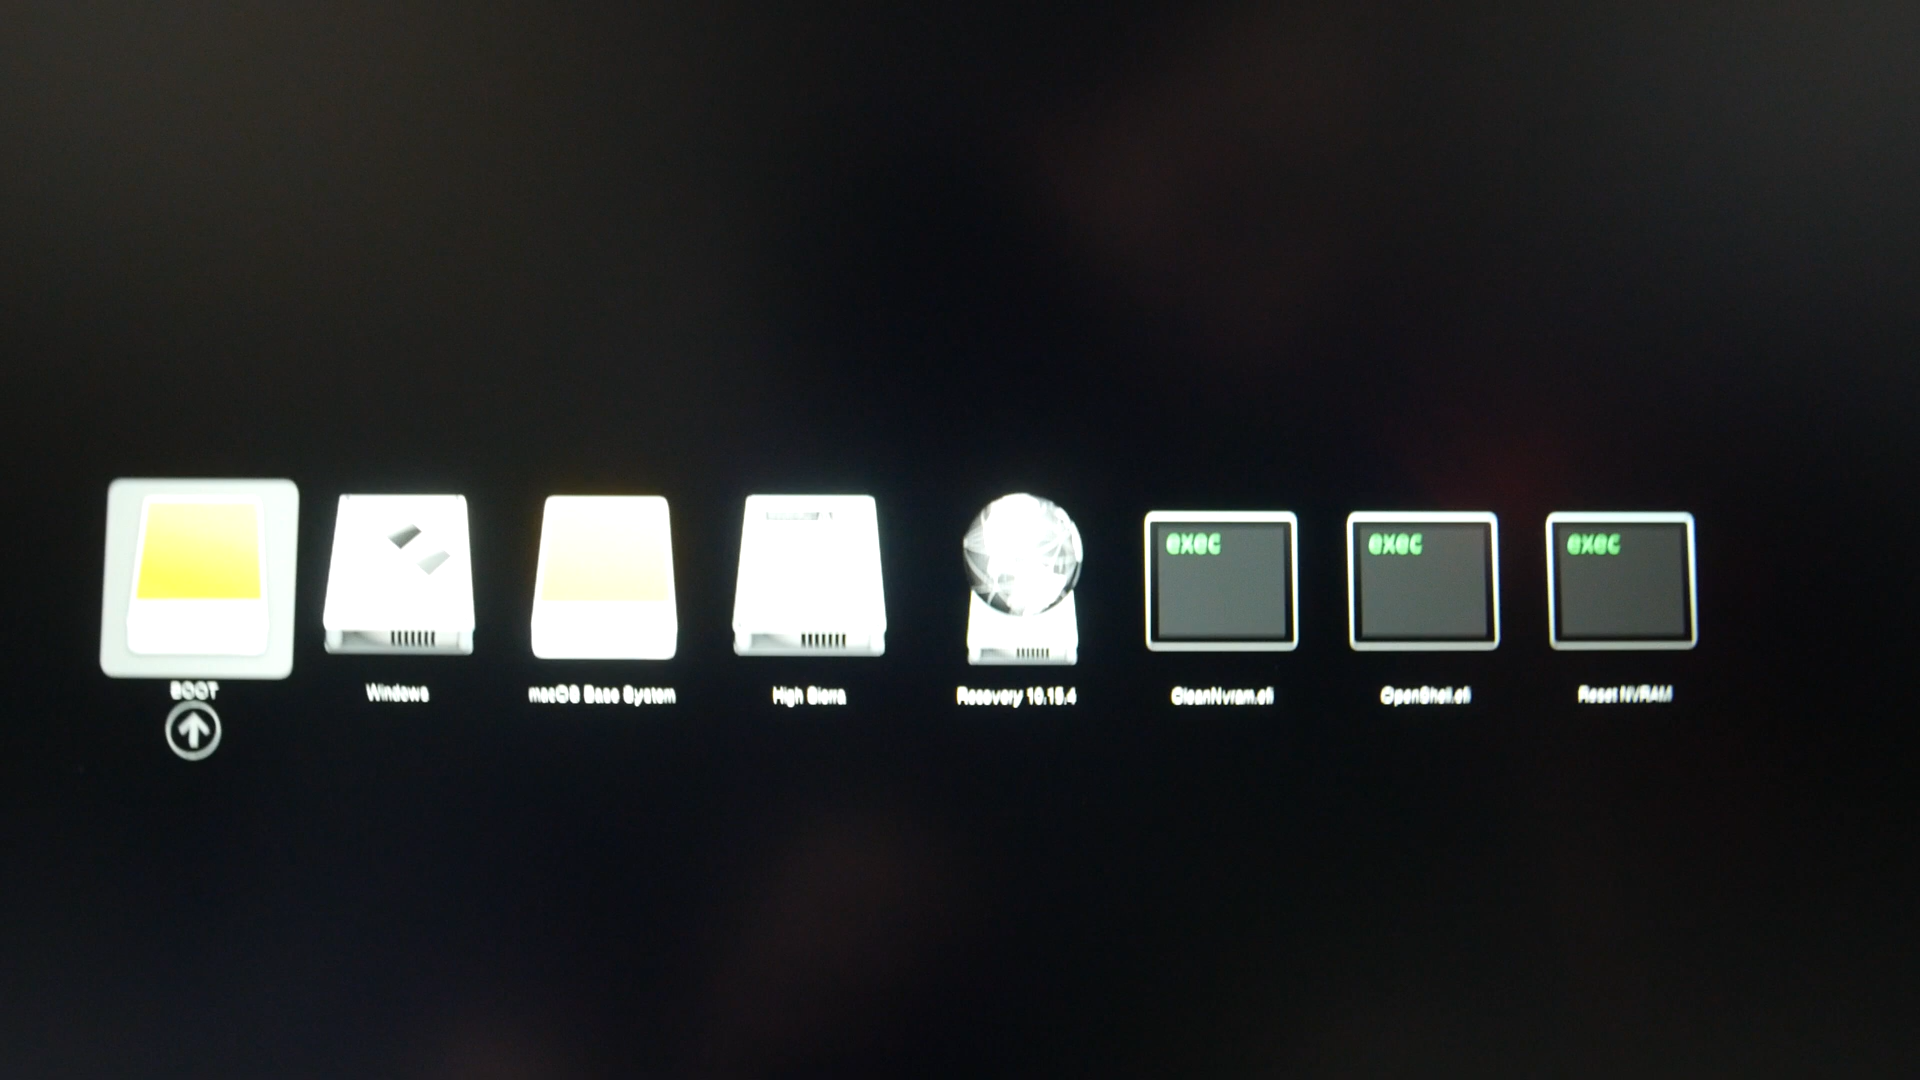 exec
exec
exec
BOOT
Windows
macOS Base System
High Sierra
Recovery 10.15.4
CleanNvram.efi
OpenShell.efi
Reset NVRAM